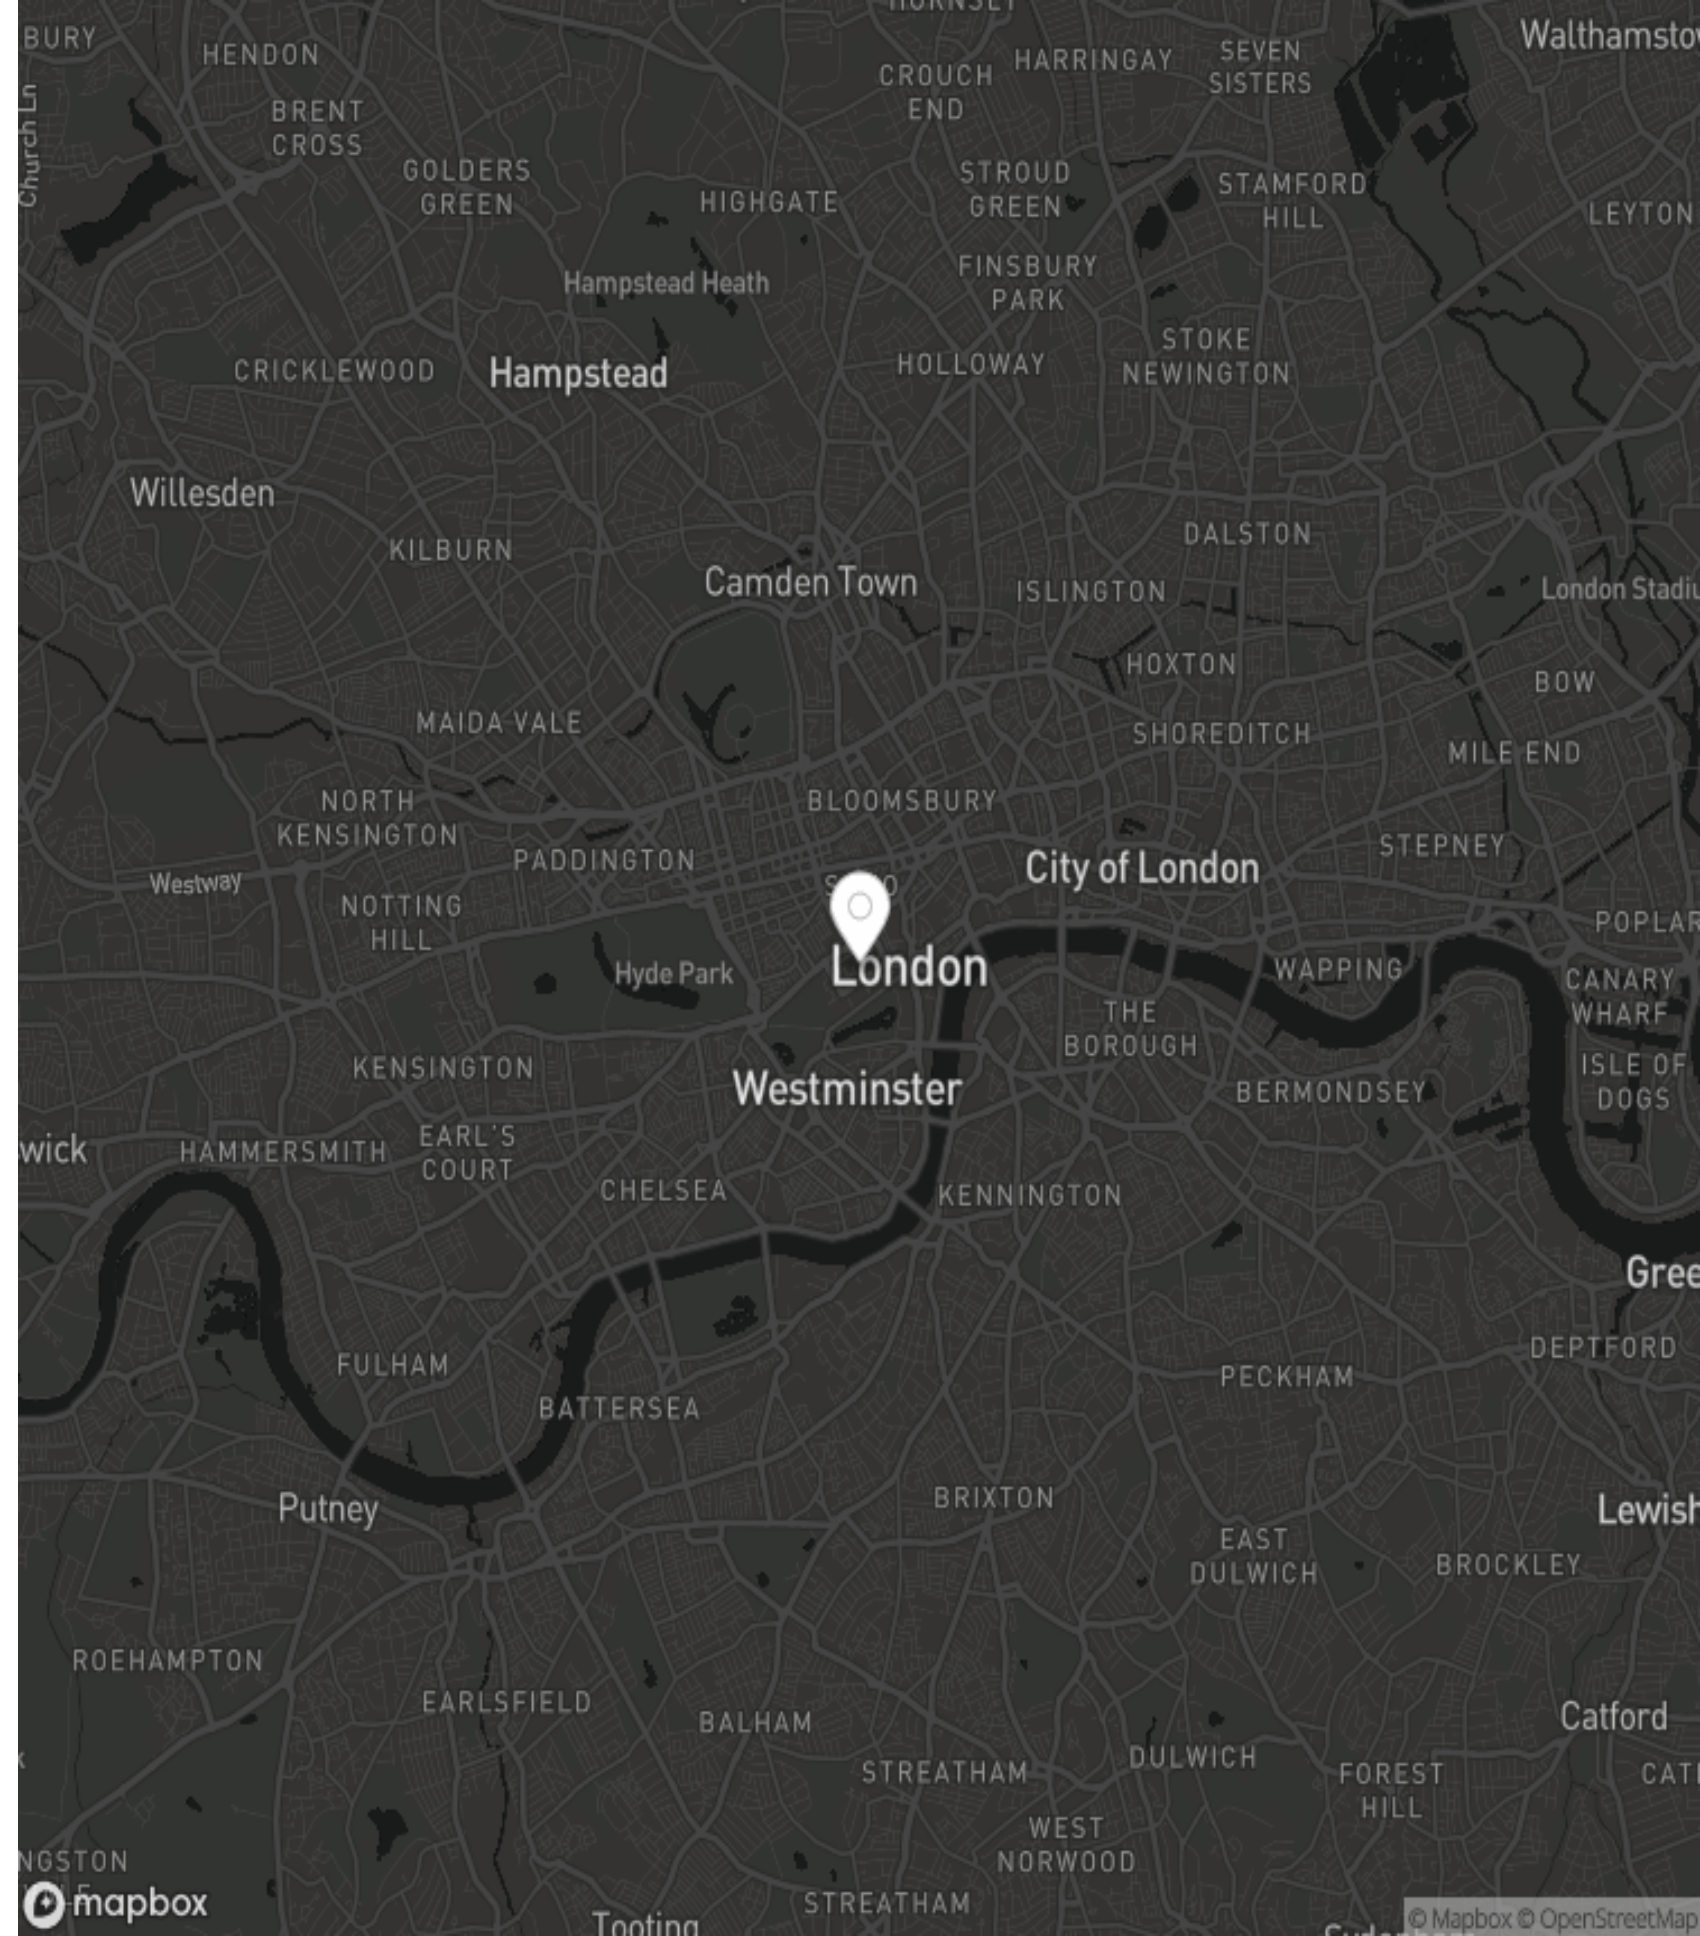 HORNSEY
BURY
HENDON
HARRINGAY
SEVEN
SISTERS
Walthamsto
CROUCH
END
Church Ln
BRENT
CROSS
GOLDERS
GREEN
HIGHGATE
STROUD
GREEN
STAMFORD
HILL
LEYTON
Hampstead Heath
FINSBURY
PARK
CRICKLEWOOD
Hampstead
HOLLOWAY
STOKE
NEWINGTON
Willesden
KILBURN
DALSTON
Camden Town
ISLINGTON
London Stadiu
HOXTON
BOW
MAIDA VALE
SHOREDITCH
MILE END
NORTH
KENSINGTON
BLOOMSBURY
PADDINGTON
STEPNEY
City of London
Westway
NOTTING
HILL
POPLAR
London
Hyde Park
WAPPING
CANARY
WHARF
THE
BOROUGH
KENSINGTON
Westminster
BERMONDSEY
ISLE OF
DOGS
wick
HAMMERSMITH
EARL'S
COURT
CHELSEA
KENNINGTON
Gree
FULHAM
DEPTFORD
PECKHAM
BATTERSEA
Putney
BRIXTON
Lewish
EAST
DULWICH
BROCKLEY
ROEHAMPTON
EARLSFIELD
BALHAM
Catford
STREATHAM
DULWICH
FOREST
HILL
CAT
WEST
NORWOOD
NGSTON
mapbox
STREATHAM
Tooting
© Mapbox © OpenStreetMap